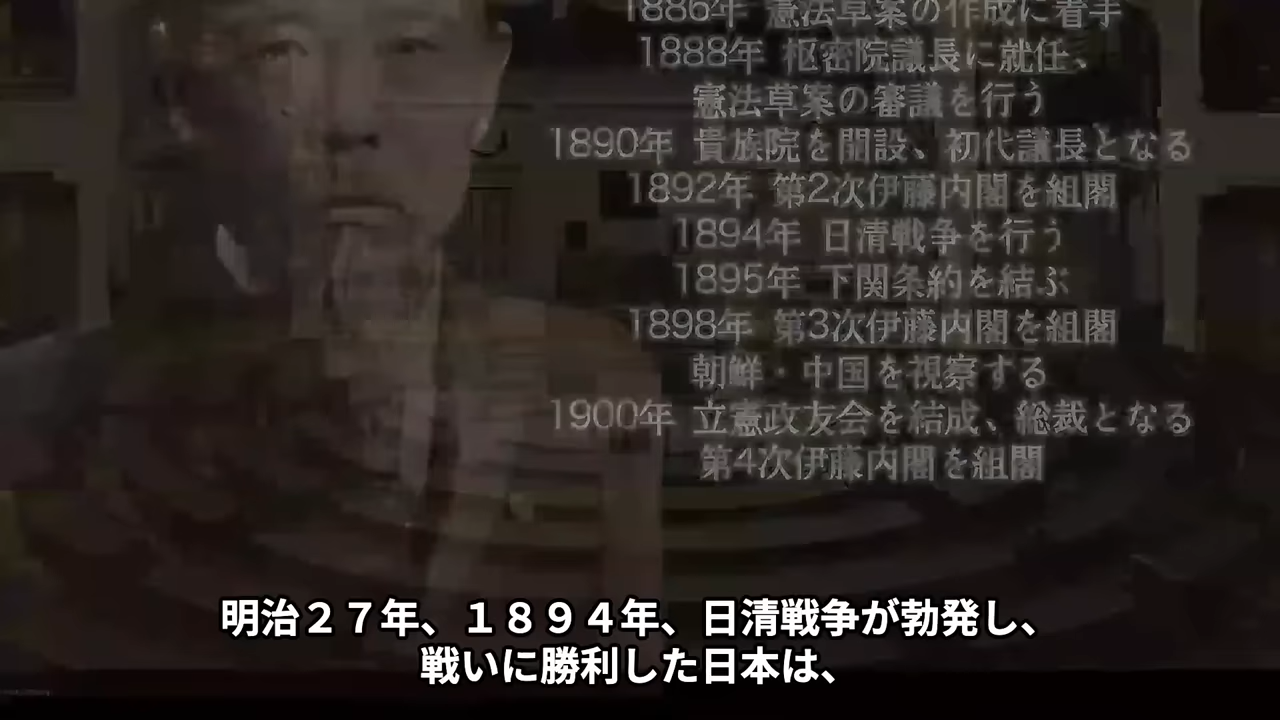 1886年 憲法草案の作成に着手
1888年 枢密院議長に就任、
憲法草案の審議を行う
1890年 貴族院を開設、初代議長となる
1892年 第2次伊藤内閣を組閣
1894年 日清戦争を行う
1895年 下関条約を結ぶ
1898年 第3次伊藤内閣を組閣
朝鮮・中国を視察する
1900年 立憲政友会を結成、総裁となる
第4次伊藤内閣を組閣
明治２７年、１８９４年、日清戦争が勃発し、
戦いに勝利した日本は、